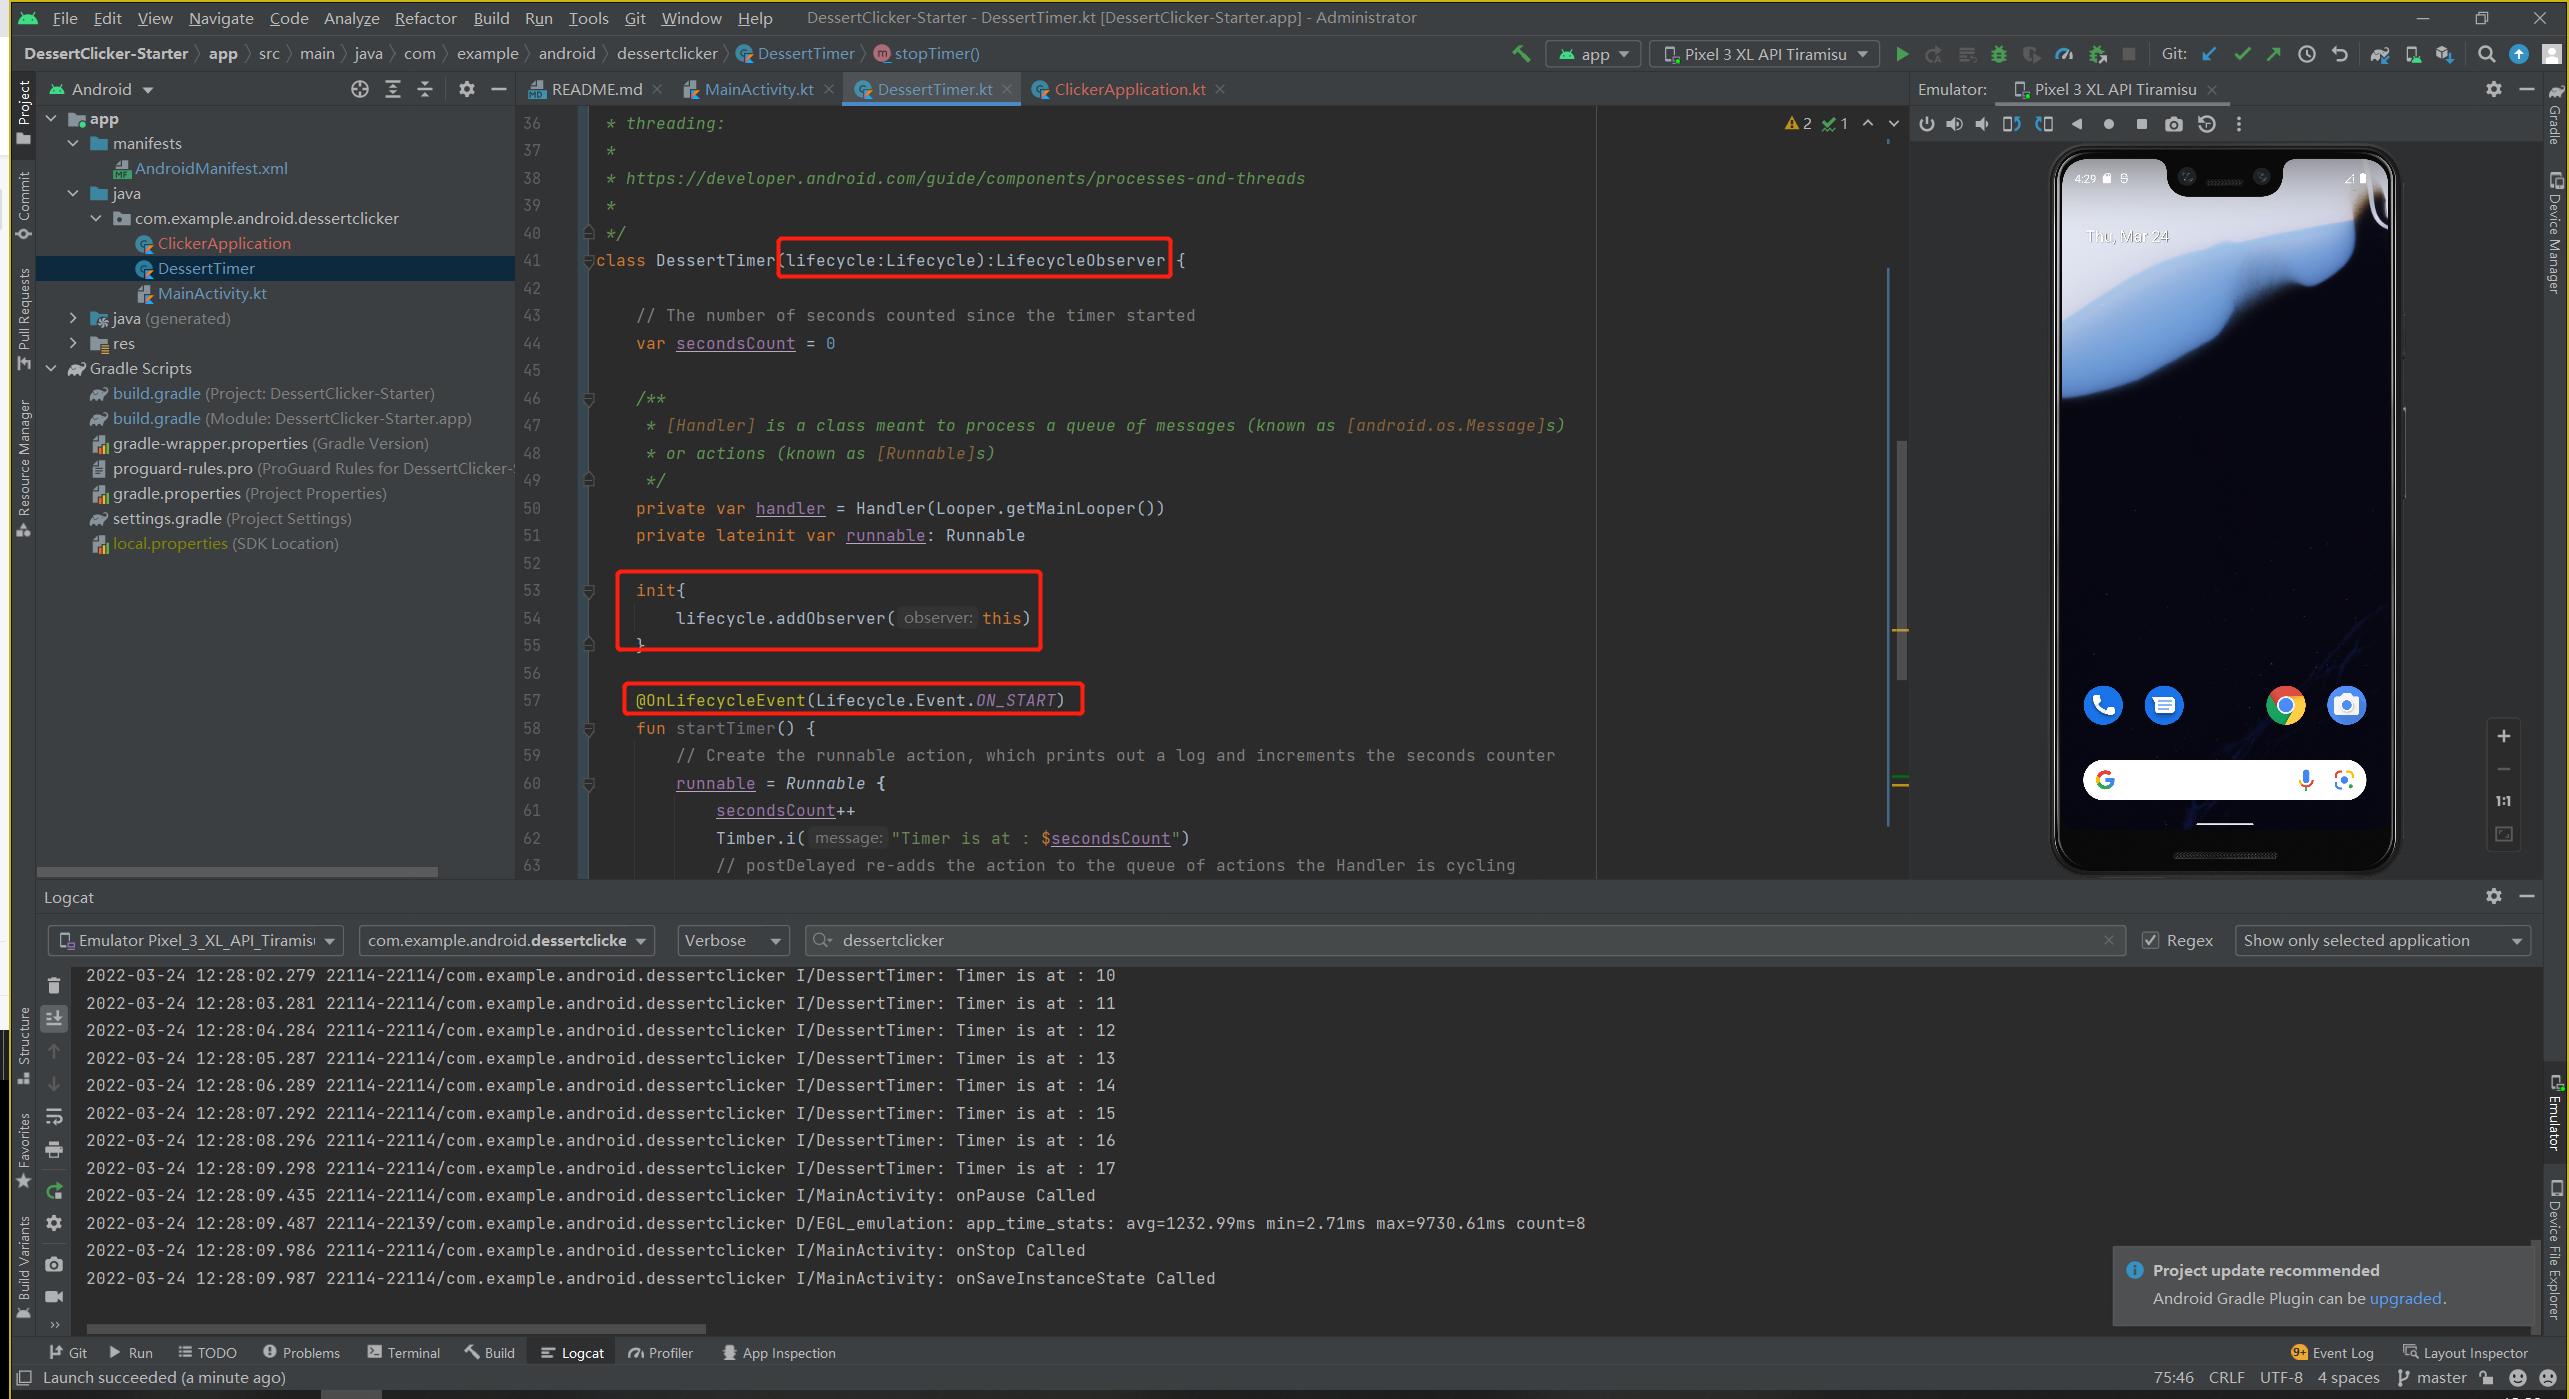 File Edit View Navigate Code Analyze Refactor Build Run Tools Git Window Help DessertClicker-Starter - DessertTimer.kt [DessertClicker-Starter.app] - Administrator
DessertClicker-Starter app src main java com example android dessertclicker DessertTimer stopTimer() app Pixel 3 XL API Tiramisu Git:
Android README.md MainActivity.kt DessertTimer.kt ClickerApplication.kt Emulator: Pixel 3 XL API Tiramisu
Project
Commit
Pull Requests
Resource Manager
Structure
Favorites
Build Variants
app
manifests
AndroidManifest.xml
java
com.example.android.dessertclicker
ClickerApplication
DessertTimer
MainActivity.kt
java (generated)
res
Gradle Scripts
build.gradle (Project: DessertClicker-Starter)
build.gradle (Module: DessertClicker-Starter.app)
gradle-wrapper.properties (Gradle Version)
proguard-rules.pro (ProGuard Rules for DessertClicker-S
gradle.properties (Project Properties)
settings.gradle (Project Settings)
local.properties (SDK Location)
2 1
36 * threading:
37 *
38 * https://developer.android.com/guide/components/processes-and-threads
39 *
40 */
41 class DessertTimer(lifecycle:Lifecycle):LifecycleObserver {
42
43 // The number of seconds counted since the timer started
44 var secondsCount = 0
45
46 /**
47 * [Handler] is a class meant to process a queue of messages (known as [android.os.Message]s)
48 * or actions (known as [Runnable]s)
49 */
50 private var handler = Handler(Looper.getMainLooper())
51 private lateinit var runnable: Runnable
52
53 init{
54 lifecycle.addObserver( observer: this)
55 }
56
57 @OnLifecycleEvent(Lifecycle.Event.ON_START)
58 fun startTimer() {
59 // Create the runnable action, which prints out a log and increments the seconds counter
60 runnable = Runnable {
61 secondsCount++
62 Timber.i( message: "Timer is at : $secondsCount")
63 // postDelayed re-adds the action to the queue of actions the Handler is cycling
4:29
Thu, Mar 24
1:1
Gradle
Device Manager
Emulator
Device File Explorer
Logcat
Emulator Pixel_3_XL_API_Tiramis com.example.android.dessertclicke Verbose dessertclicker Regex Show only selected application
2022-03-24 12:28:02.279 22114-22114/com.example.android.dessertclicker I/DessertTimer: Timer is at : 10
2022-03-24 12:28:03.281 22114-22114/com.example.android.dessertclicker I/DessertTimer: Timer is at : 11
2022-03-24 12:28:04.284 22114-22114/com.example.android.dessertclicker I/DessertTimer: Timer is at : 12
2022-03-24 12:28:05.287 22114-22114/com.example.android.dessertclicker I/DessertTimer: Timer is at : 13
2022-03-24 12:28:06.289 22114-22114/com.example.android.dessertclicker I/DessertTimer: Timer is at : 14
2022-03-24 12:28:07.292 22114-22114/com.example.android.dessertclicker I/DessertTimer: Timer is at : 15
2022-03-24 12:28:08.296 22114-22114/com.example.android.dessertclicker I/DessertTimer: Timer is at : 16
2022-03-24 12:28:09.298 22114-22114/com.example.android.dessertclicker I/DessertTimer: Timer is at : 17
2022-03-24 12:28:09.435 22114-22114/com.example.android.dessertclicker I/MainActivity: onPause Called
2022-03-24 12:28:09.487 22114-22139/com.example.android.dessertclicker D/EGL_emulation: app_time_stats: avg=1232.99ms min=2.71ms max=9730.61ms count=8
2022-03-24 12:28:09.986 22114-22114/com.example.android.dessertclicker I/MainActivity: onStop Called
2022-03-24 12:28:09.987 22114-22114/com.example.android.dessertclicker I/MainActivity: onSaveInstanceState Called
Project update recommended
Android Gradle Plugin can be upgraded.
Git Run TODO Problems Terminal Build Logcat Profiler App Inspection 9+ Event Log Layout Inspector
Launch succeeded (a minute ago) 75:46 CRLF UTF-8 4 spaces master